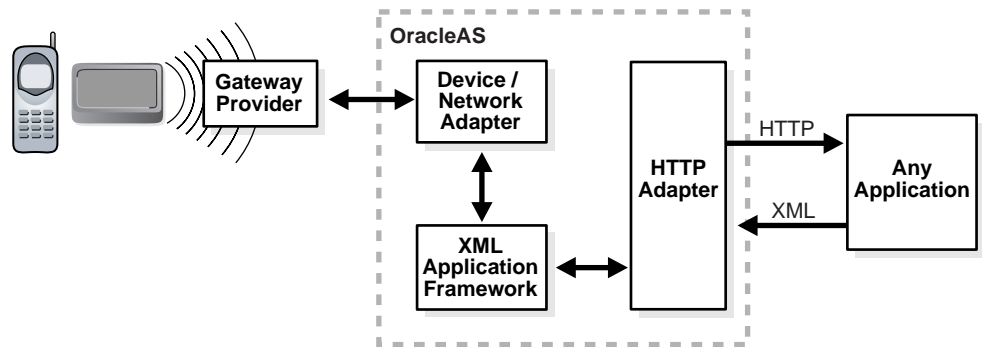 OracleAS
Gateway
Provider
Device /
Network
Adapter
XML
Application
Framework
HTTP
Adapter
HTTP
XML
Any
Application